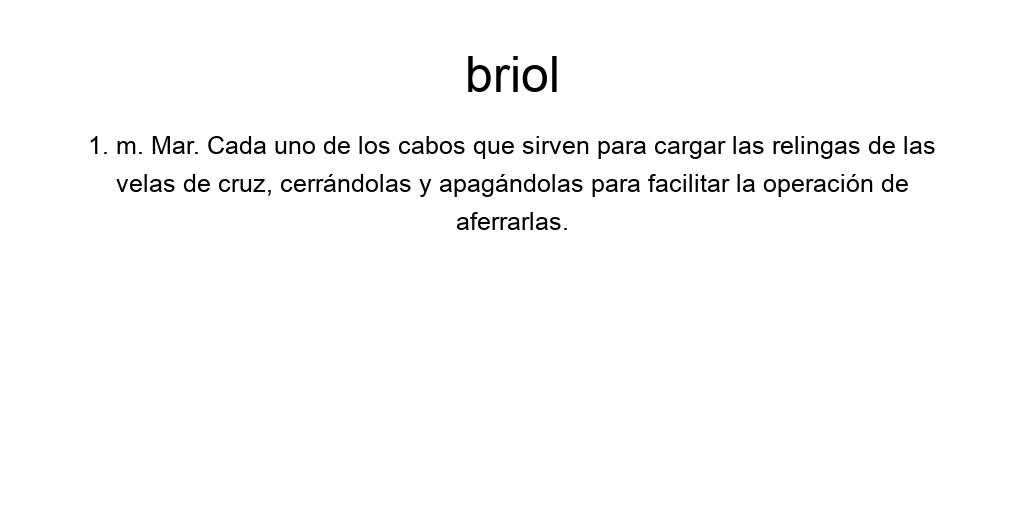 briol
1. m. Mar. Cada uno de los cabos que sirven para cargar las relingas de las
velas de cruz, cerrándolas y apagándolas para facilitar la operación de
aferrarlas.